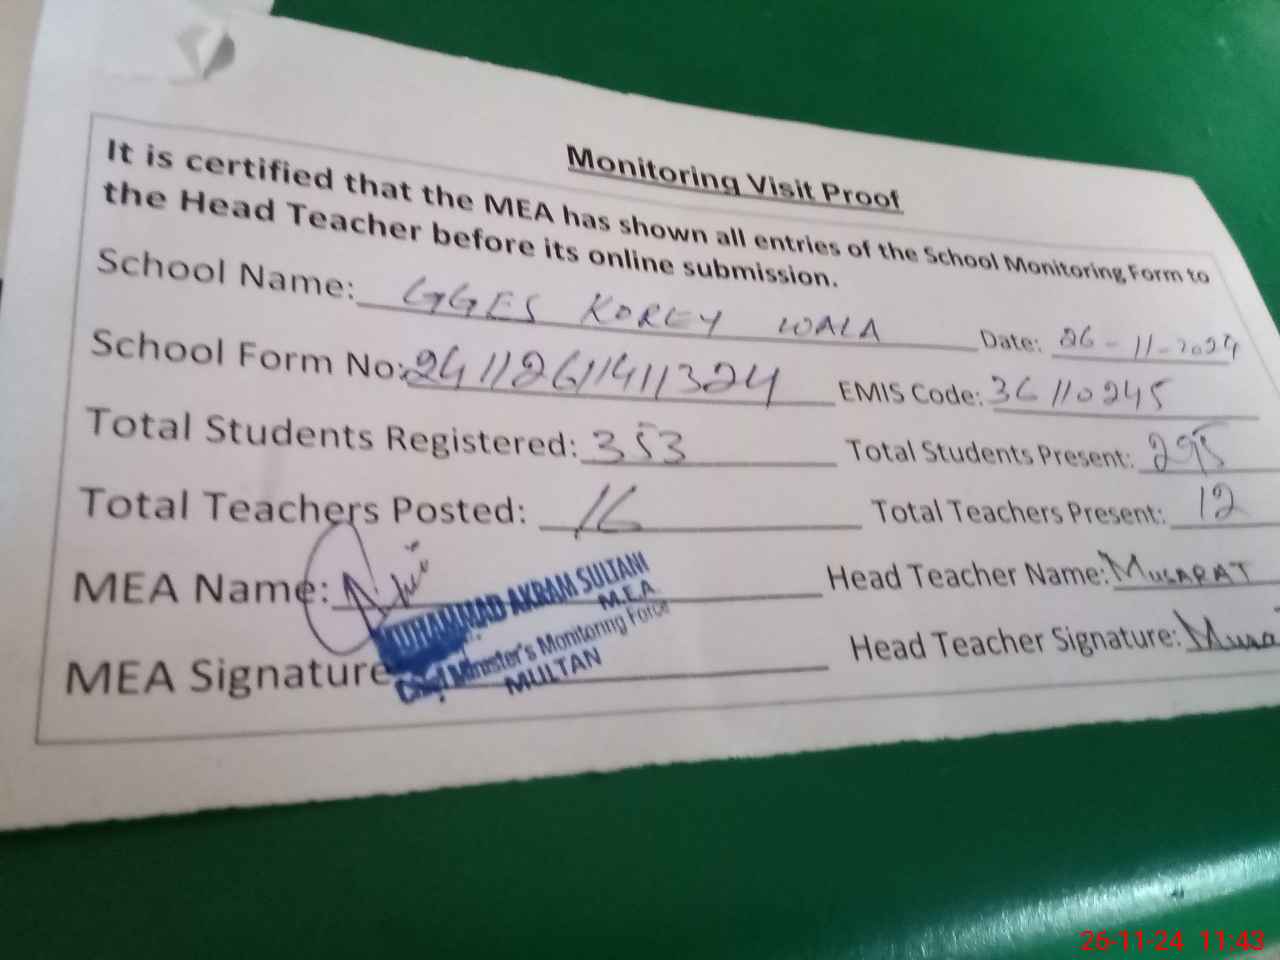 Monitoring Visit Proof
It is certified that the MEA has shown all entries of the School Monitoring Form to
the Head Teacher before its online submission.
School Name: GGES KOREY WALA Date: 26-11-2024
School Form No: 24112611411324 EMIS Code: 36110245
Total Students Registered: 353 Total Students Present: 295
Total Teachers Posted: 16 Total Teachers Present: 12
MEA Name: Head Teacher Name: MUSARAT
MUHAMMAD AKRAM SULTANI
M.E.A
Chief Minister's Monitoring Force
MULTAN
MEA Signature Head Teacher Signature: Musa
26-11-24 11:43